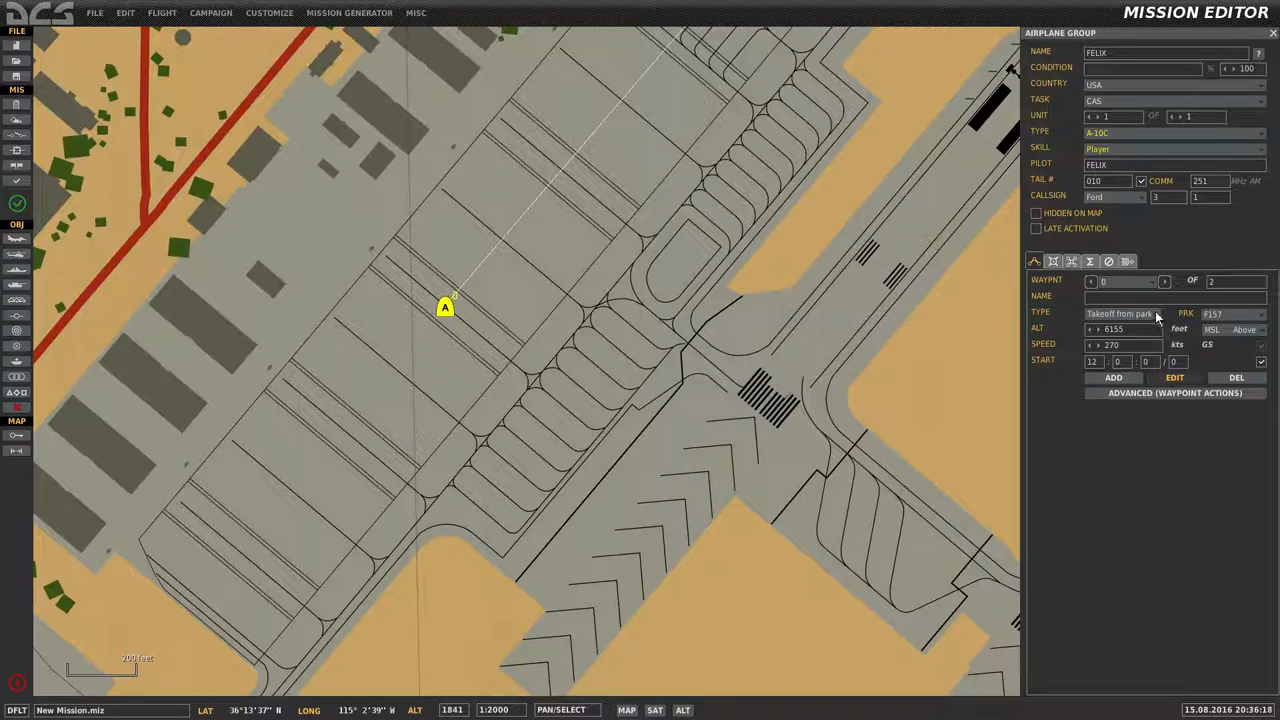 DCS FILE EDIT FLIGHT CAMPAIGN CUSTOMIZE MISSION GENERATOR MISC MISSION EDITOR
FILE
MIS
OBJ
MAP
A 0
200 feet
AIRPLANE GROUP
NAME FELIX ?
CONDITION % 100
COUNTRY USA
TASK CAS
UNIT 1 OF 1
TYPE A-10C
SKILL Player
PILOT FELIX
TAIL # 010 COMM 251 MHz AM
CALLSIGN Ford 3 1
HIDDEN ON MAP
LATE ACTIVATION
WAYPNT 0 OF 2
NAME
TYPE Takeoff from park PRK F157
ALT 6155 feet MSL Above
SPEED 270 kts GS
START 12 : 0 : 0 / 0
ADD EDIT DEL
ADVANCED (WAYPOINT ACTIONS)
DFLT New Mission.miz LAT 36°13'37" N LONG 115° 2'39" W ALT 1841 1:2000 PAN/SELECT MAP SAT ALT 15.08.2016 20:36:18